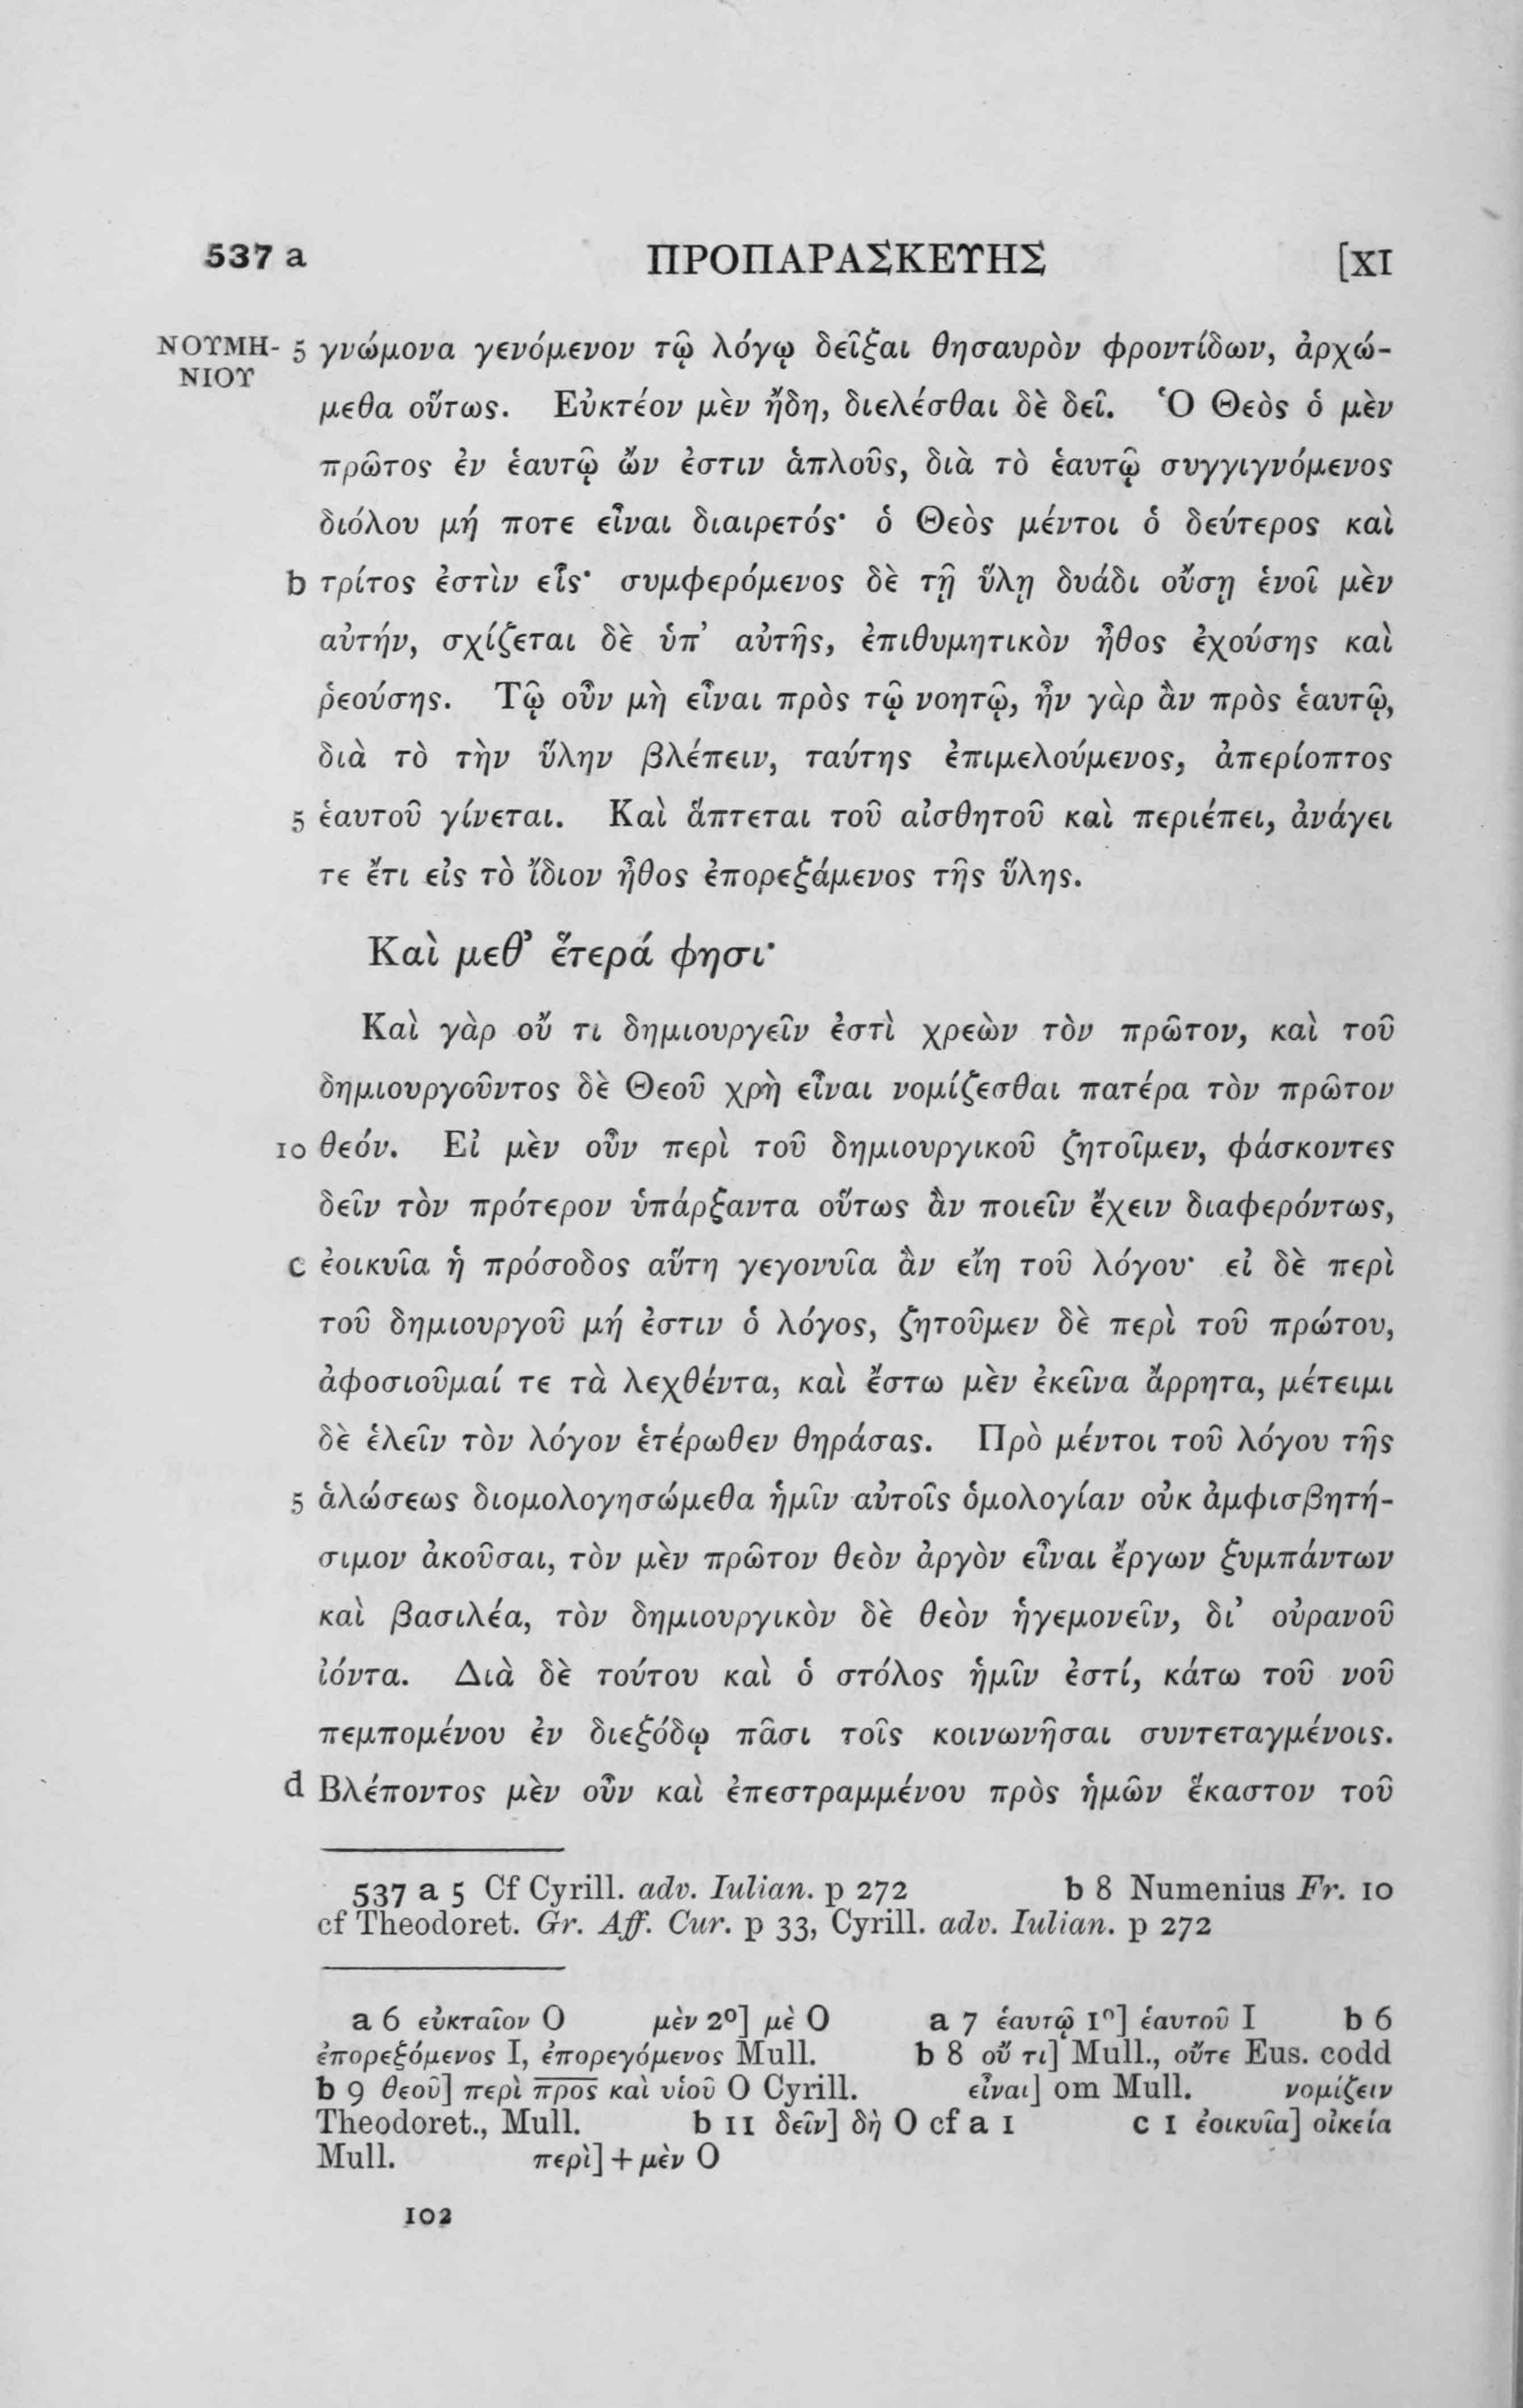 537 a ΠΡΟΠΑΡΑΣΚΕΥΗΣ [XI
ΝΟΥΜΗ- 5 γνώμονα γενόμενον τῷ λόγῳ δεῖξαι θησαυρὸν φροντίδων, ἀρχώ-
ΝΙΟΥ
μεθα οὕτως. Εὐκτέον μὲν ἤδη, διελέσθαι δὲ δεῖ. Ὁ Θεὸς ὁ μὲν
πρῶτος ἐν ἑαυτῷ ὤν ἐστιν ἁπλοῦς, διὰ τὸ ἑαυτῷ συγγιγνόμενος
διόλου μή ποτε εἶναι διαιρετός· ὁ Θεὸς μέντοι ὁ δεύτερος καὶ
b τρίτος ἐστὶν εἷς· συμφερόμενος δὲ τῇ ὕλῃ δυάδι οὔσῃ ἑνοῖ μὲν
αὐτήν, σχίζεται δὲ ὑπ’ αὐτῆς, ἐπιθυμητικὸν ἦθος ἐχούσης καὶ
ῥεούσης. Τῷ οὖν μὴ εἶναι πρὸς τῷ νοητῷ, ἦν γὰρ ἂν πρὸς ἑαυτῷ,
διὰ τὸ τὴν ὕλην βλέπειν, ταύτης ἐπιμελούμενος, ἀπερίοπτος
5 ἑαυτοῦ γίνεται. Καὶ ἅπτεται τοῦ αἰσθητοῦ καὶ περιέπει, ἀνάγει
τε ἔτι εἰς τὸ ἴδιον ἦθος ἐπορεξάμενος τῆς ὕλης.
Καὶ μεθ’ ἕτερά φησι·
Καὶ γὰρ οὔ τι δημιουργεῖν ἐστὶ χρεὼν τὸν πρῶτον, καὶ τοῦ
δημιουργοῦντος δὲ Θεοῦ χρὴ εἶναι νομίζεσθαι πατέρα τὸν πρῶτον
10 θεόν. Εἰ μὲν οὖν περὶ τοῦ δημιουργικοῦ ζητοῖμεν, φάσκοντες
δεῖν τὸν πρότερον ὑπάρξαντα οὕτως ἂν ποιεῖν ἔχειν διαφερόντως,
c ἐοικυῖα ἡ πρόσοδος αὕτη γεγονυῖα ἂν εἴη τοῦ λόγου· εἰ δὲ περὶ
τοῦ δημιουργοῦ μή ἐστιν ὁ λόγος, ζητοῦμεν δὲ περὶ τοῦ πρώτου,
ἀφοσιοῦμαί τε τὰ λεχθέντα, καὶ ἔστω μὲν ἐκεῖνα ἄρρητα, μέτειμι
δὲ ἑλεῖν τὸν λόγον ἑτέρωθεν θηράσας. Πρὸ μέντοι τοῦ λόγου τῆς
5 ἁλώσεως διομολογησώμεθα ἡμῖν αὐτοῖς ὁμολογίαν οὐκ ἀμφισβητή-
σιμον ἀκοῦσαι, τὸν μὲν πρῶτον θεὸν ἀργὸν εἶναι ἔργων ξυμπάντων
καὶ βασιλέα, τὸν δημιουργικὸν δὲ θεὸν ἡγεμονεῖν, δι’ οὐρανοῦ
ἰόντα. Διὰ δὲ τούτου καὶ ὁ στόλος ἡμῖν ἐστί, κάτω τοῦ νοῦ
πεμπομένου ἐν διεξόδῳ πᾶσι τοῖς κοινωνῆσαι συντεταγμένοις.
d Βλέποντος μὲν οὖν καὶ ἐπεστραμμένου πρὸς ἡμῶν ἕκαστον τοῦ
537 a 5 Cf Cyrill. adv. Iulian. p 272 b 8 Numenius Fr. 10
cf Theodoret. Gr. Aff. Cur. p 33, Cyrill. adv. Iulian. p 272
a 6 εὐκταῖον O μὲν 2⁰] μὲ O a 7 ἑαυτῷ 1⁰] ἑαυτοῦ I b 6
ἐπορεξόμενος I, ἐπορεγόμενος Mull. b 8 οὔ τι] Mull., οὔτε Eus. codd
b 9 θεοῦ] περὶ π̅ρ̅ο̅ς̅ καὶ υἱοῦ O Cyrill. εἶναι] om Mull. νομίζειν
Theodoret., Mull. b 11 δεῖν] δὴ O cf a 1 c 1 ἐοικυῖα] οἰκεία
Mull. περὶ] + μὲν O
102